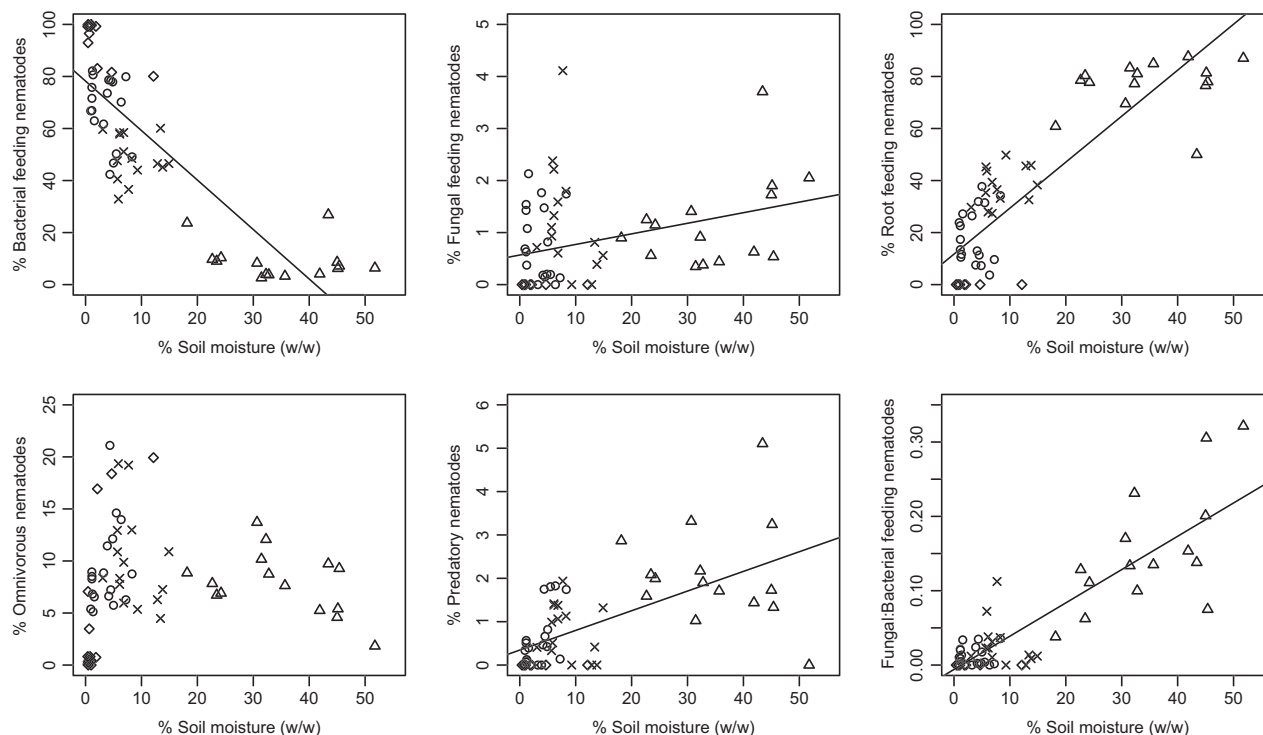 % Bacterial feeding nematodes
100
80
60
40
20
0
0 10 20 30 40 50
% Soil moisture (w/w)
% Fungal feeding nematodes
5
4
3
2
1
0
0 10 20 30 40 50
% Soil moisture (w/w)
% Root feeding nematodes
100
80
60
40
20
0
0 10 20 30 40 50
% Soil moisture (w/w)
% Omnivorous nematodes
25
20
15
10
5
0
0 10 20 30 40 50
% Soil moisture (w/w)
% Predatory nematodes
6
5
4
3
2
1
0
0 10 20 30 40 50
% Soil moisture (w/w)
Fungal:Bacterial feeding nematodes
0.30
0.20
0.10
0.00
0 10 20 30 40 50
% Soil moisture (w/w)